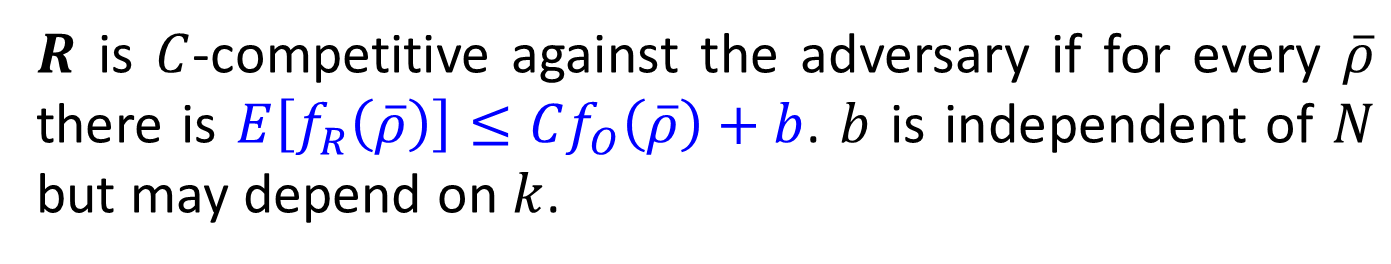 R is C-competitive against the adversary if for every ρ̄
there is E[f_R(ρ̄)] ≤ Cf_O(ρ̄) + b. b is independent of N
but may depend on k.